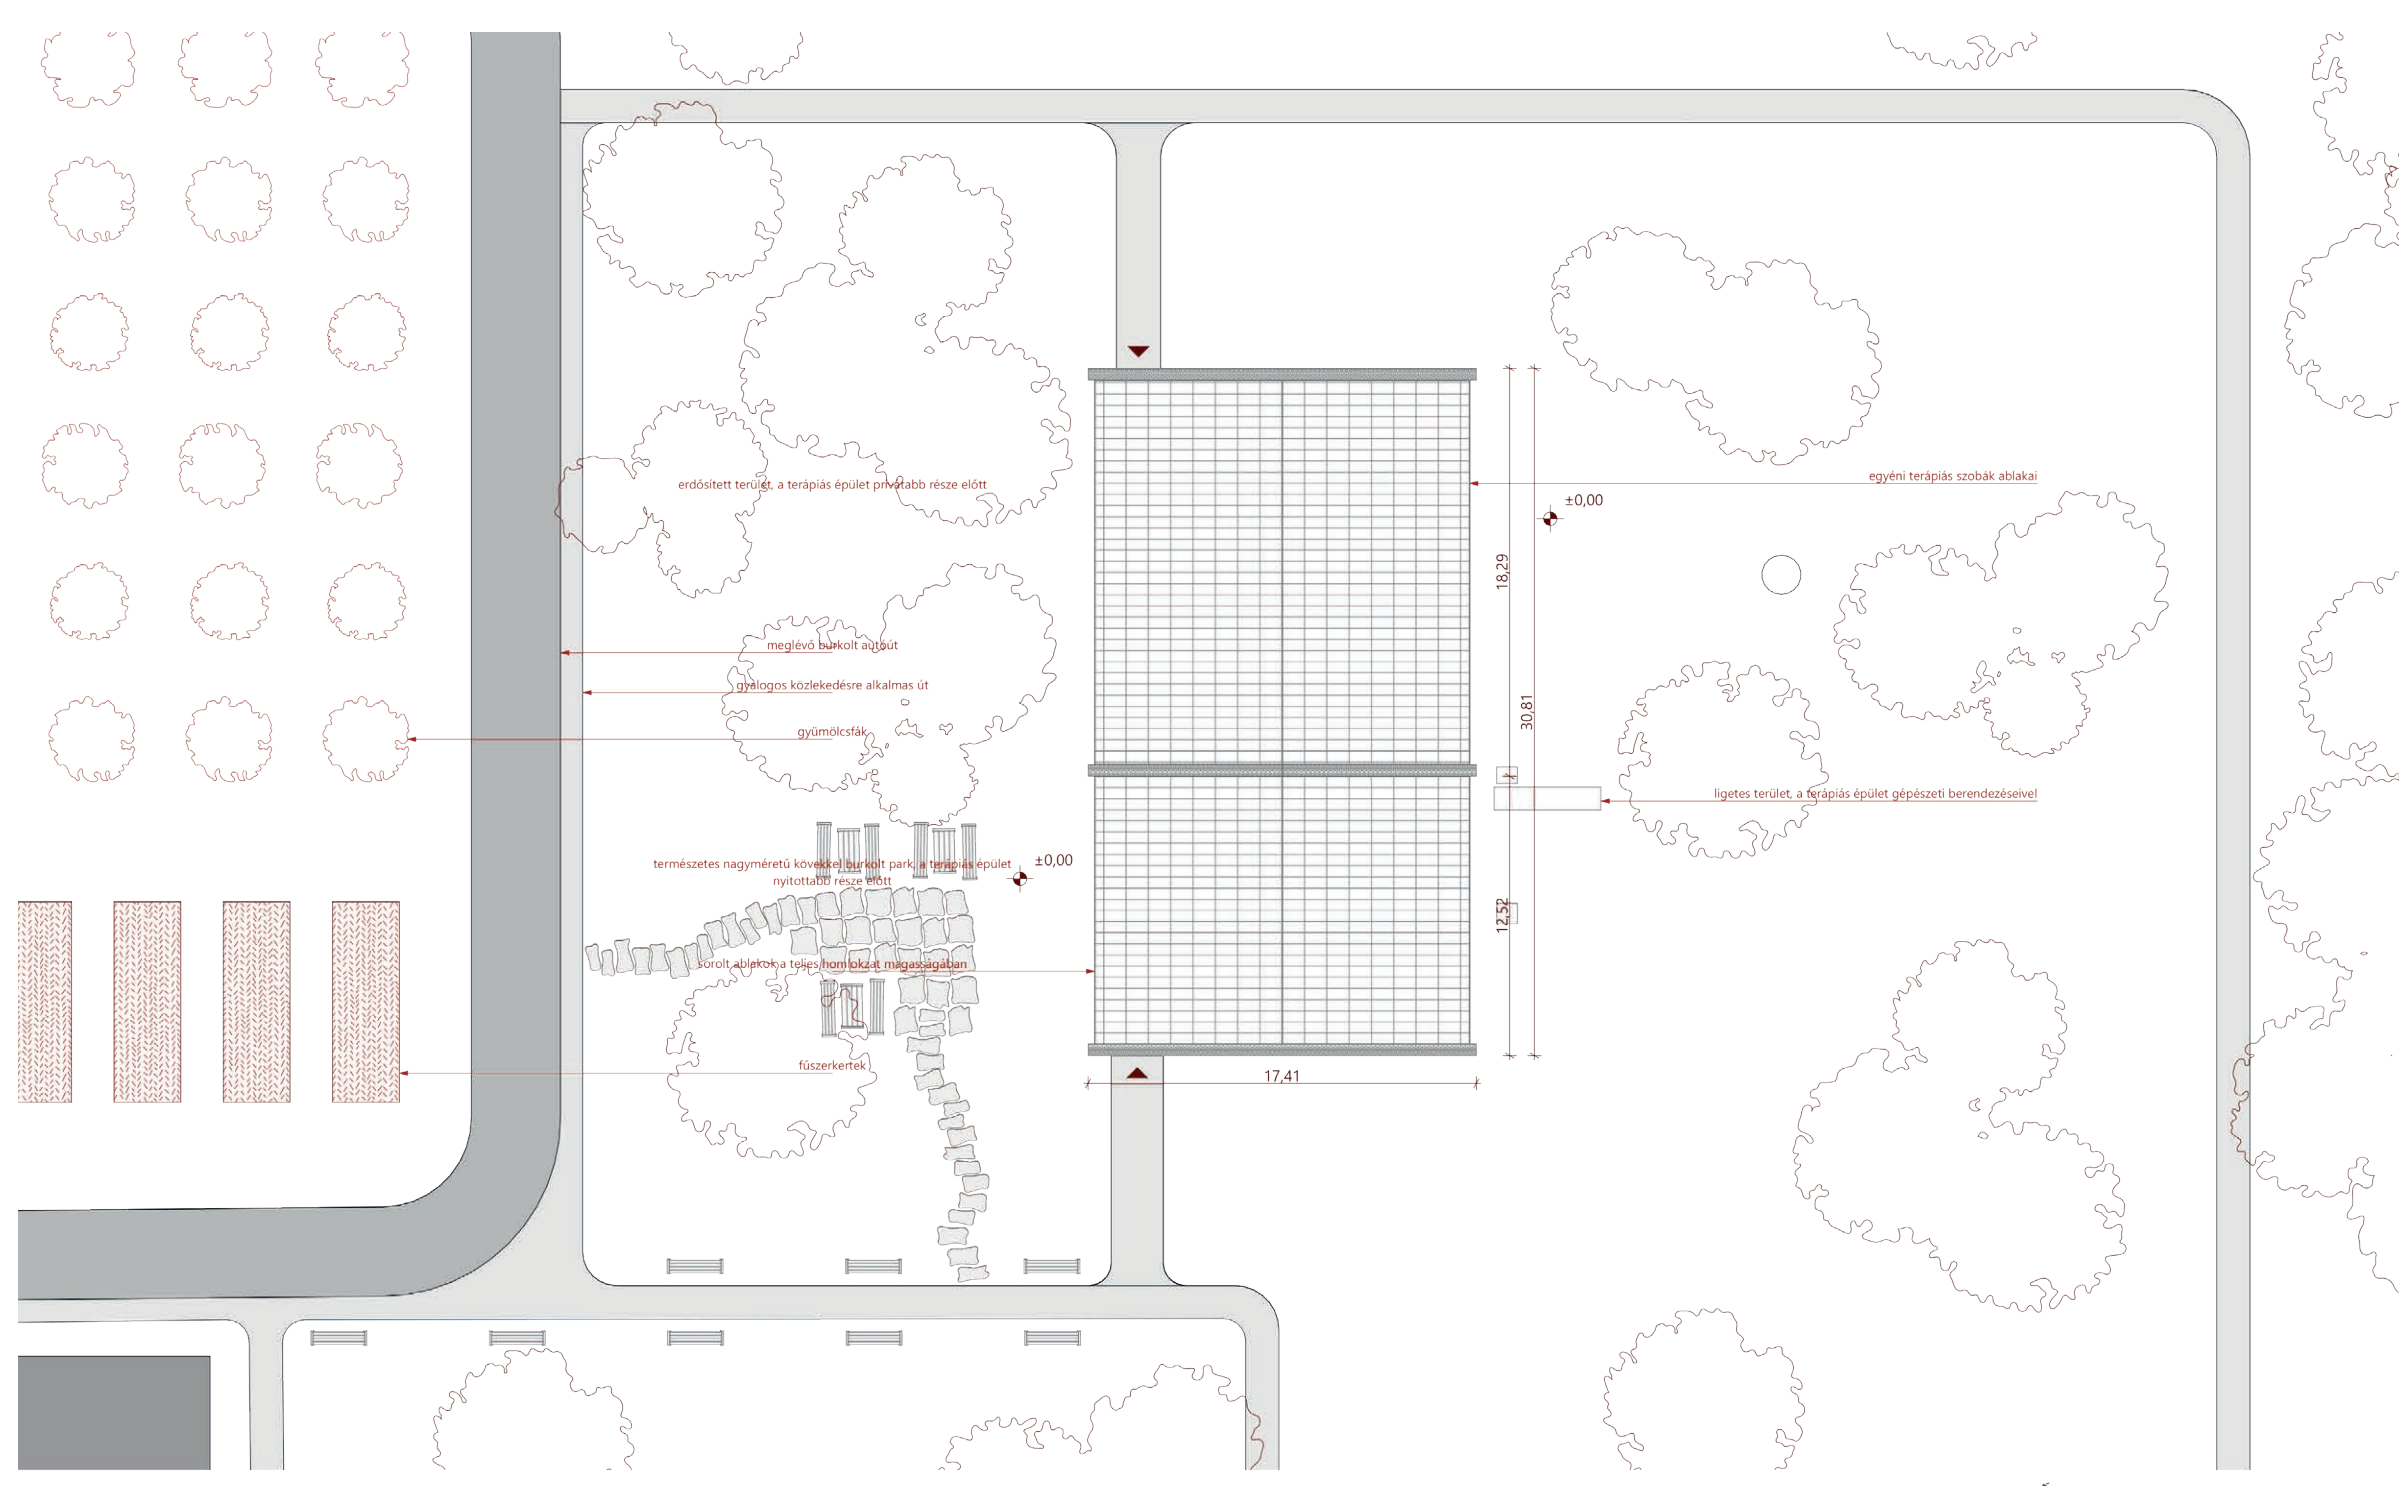 egyéni terápiás szobák ablakai
erdősített terület, a terápiás épület privátabb része előtt
±0,00
18,29
meglévő burkolt autóút
gyalogos közlekedésre alkalmas út
30,81
gyümölcsfák
ligetes terület, a terápiás épület gépészeti berendezéseivel
természetes nagyméretű kövekkel burkolt park, a terápiás épület
nyitottabb része előtt
±0,00
12,52
sorolt ablakok a teljes homlokzat magasságában
fűszerkertek
17,41